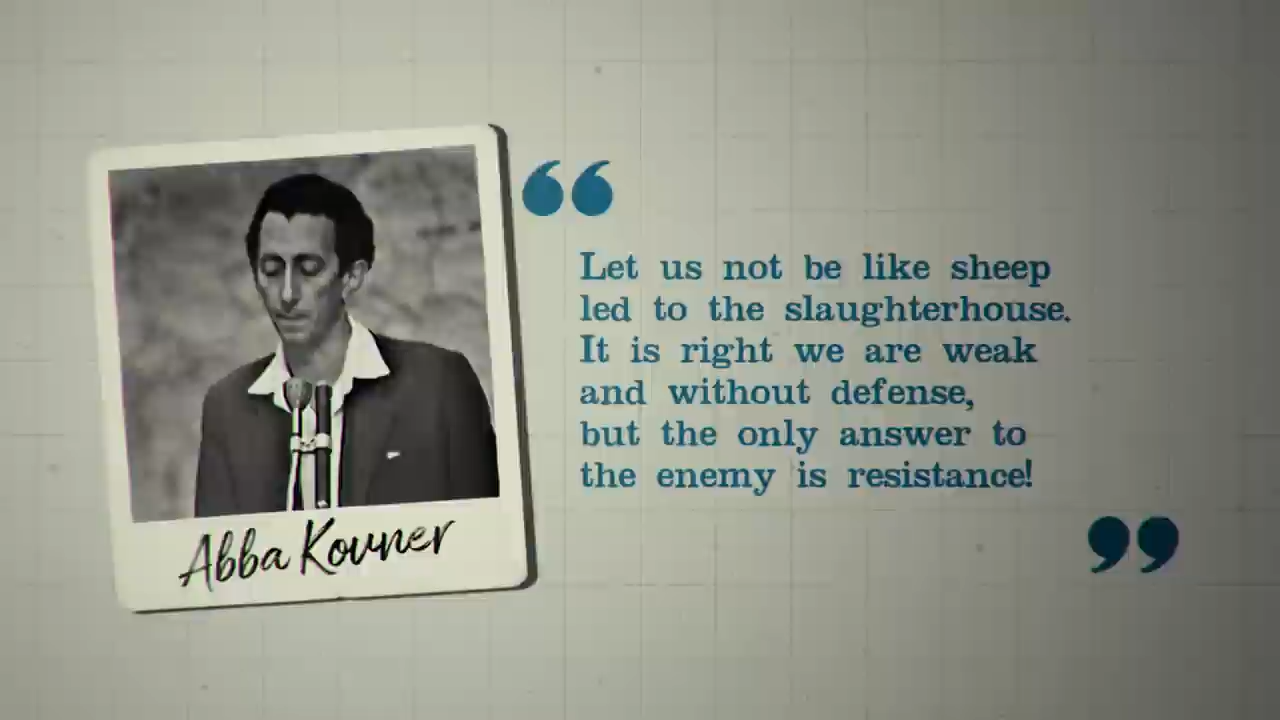 “
Let us not be like sheep
led to the slaughterhouse.
It is right we are weak
and without defense,
but the only answer to
the enemy is resistance!
”
Abba Kovner